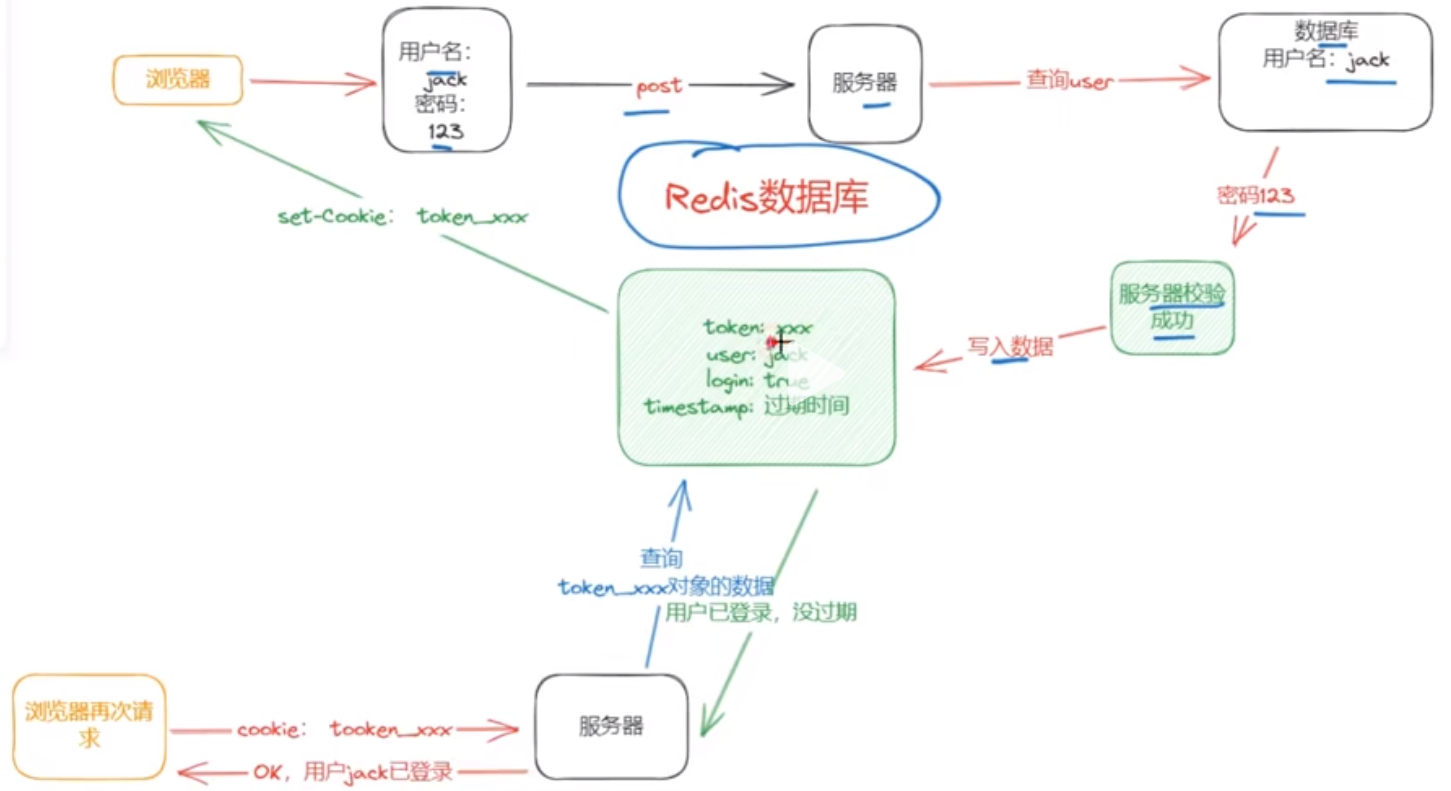 浏览器
用户名：
jack
密码：
123
post
服务器
查询user
数据库
用户名：jack
Redis数据库
密码123
set-Cookie： token_xxx
服务器校验
成功
token: xxx
user: jack
login: true
timestamp: 过期时间
写入数据
查询
token_xxx对象的数据
用户已登录，没过期
浏览器再次请
求
cookie： tooken_xxx
服务器
OK，用户jack已登录